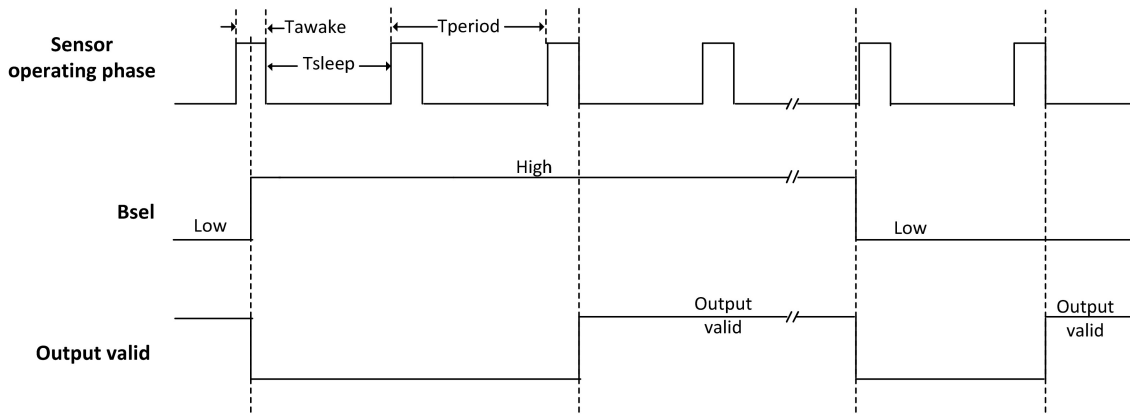 Tawake
Tperiod
Sensor
operating phase
Tsleep
High
Bsel
Low
Low
Output
valid
Output
valid
Output valid